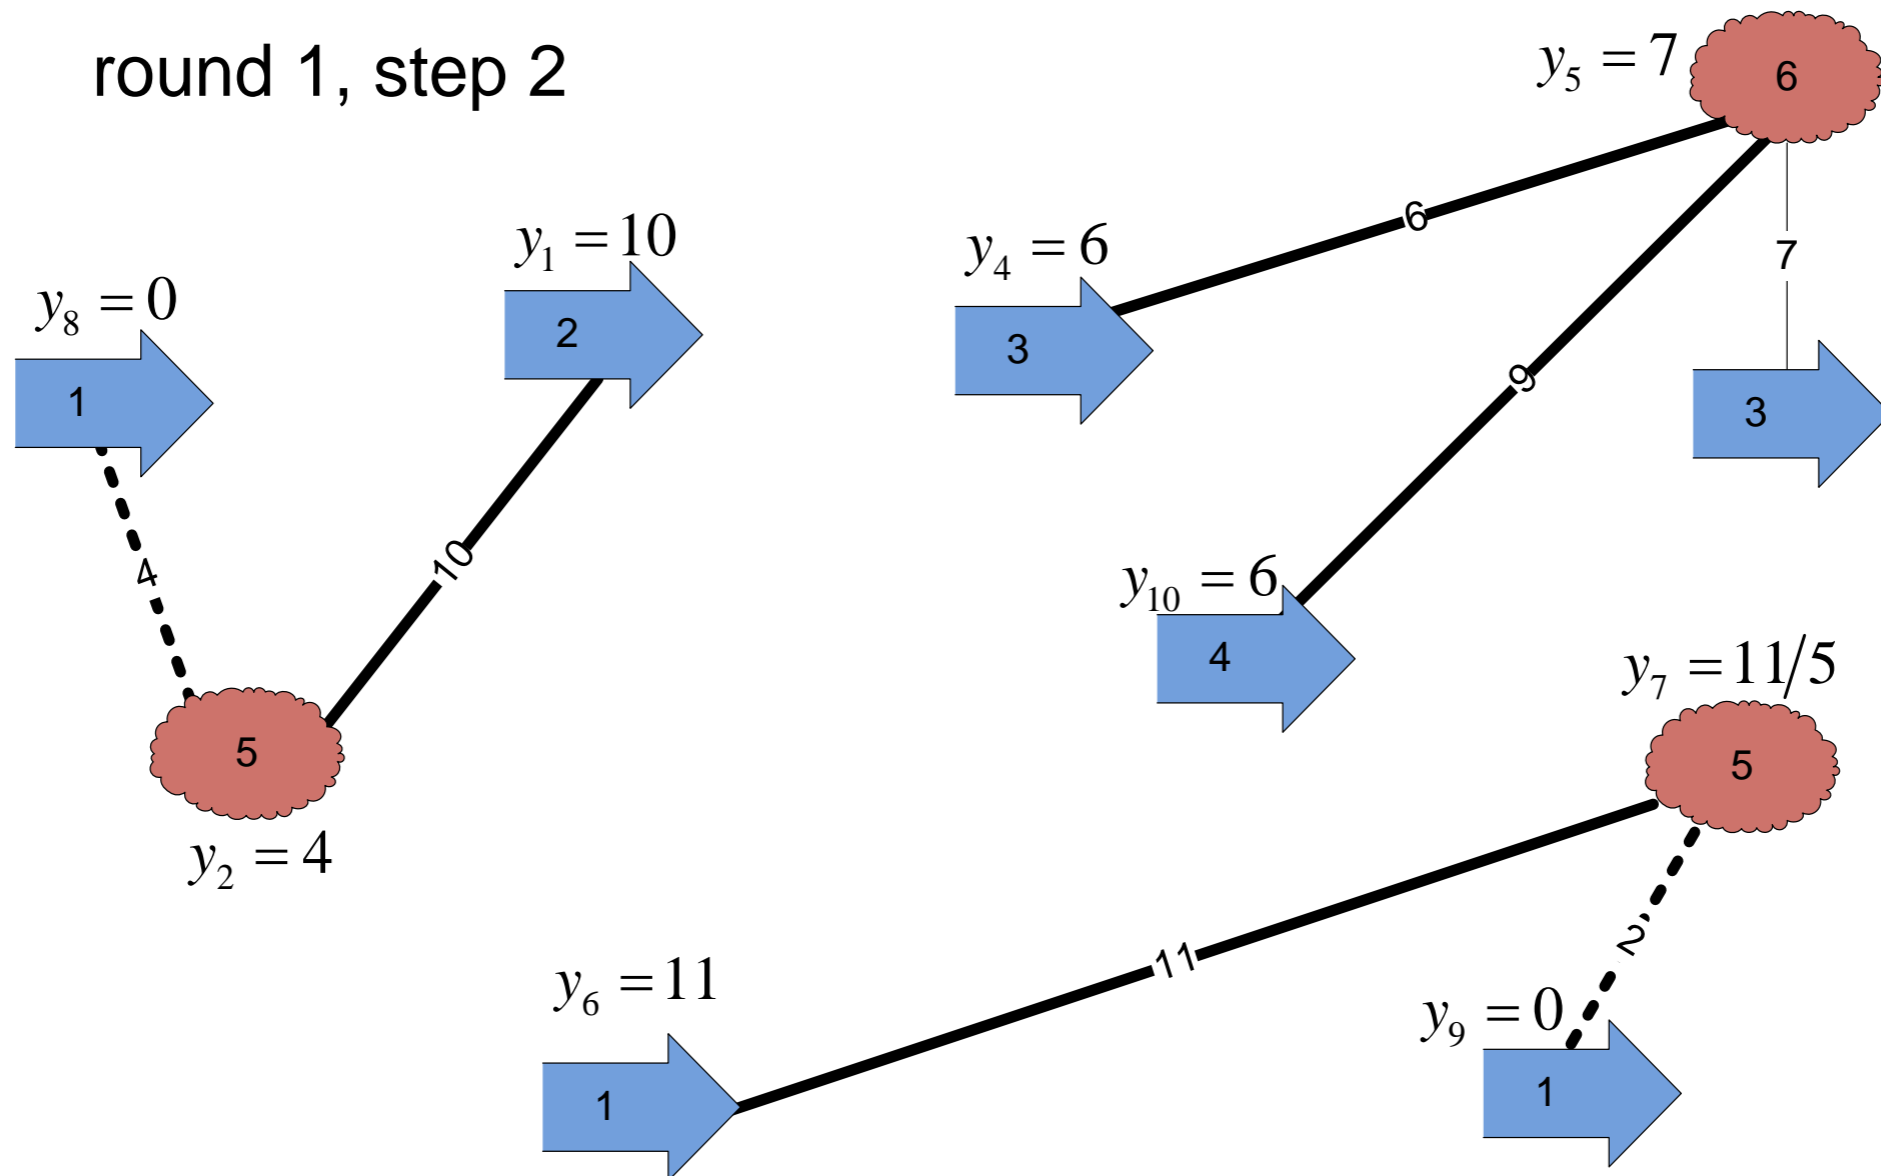 round 1, step 2
y₅ = 7
6
6
7
y₁ = 10
y₄ = 6
y₈ = 0
2
3
1
9
3
4
10
y₁₀ = 6
4
y₇ = 11/5
5
5
y₂ = 4
11
2
y₆ = 11
y₉ = 0
1
1